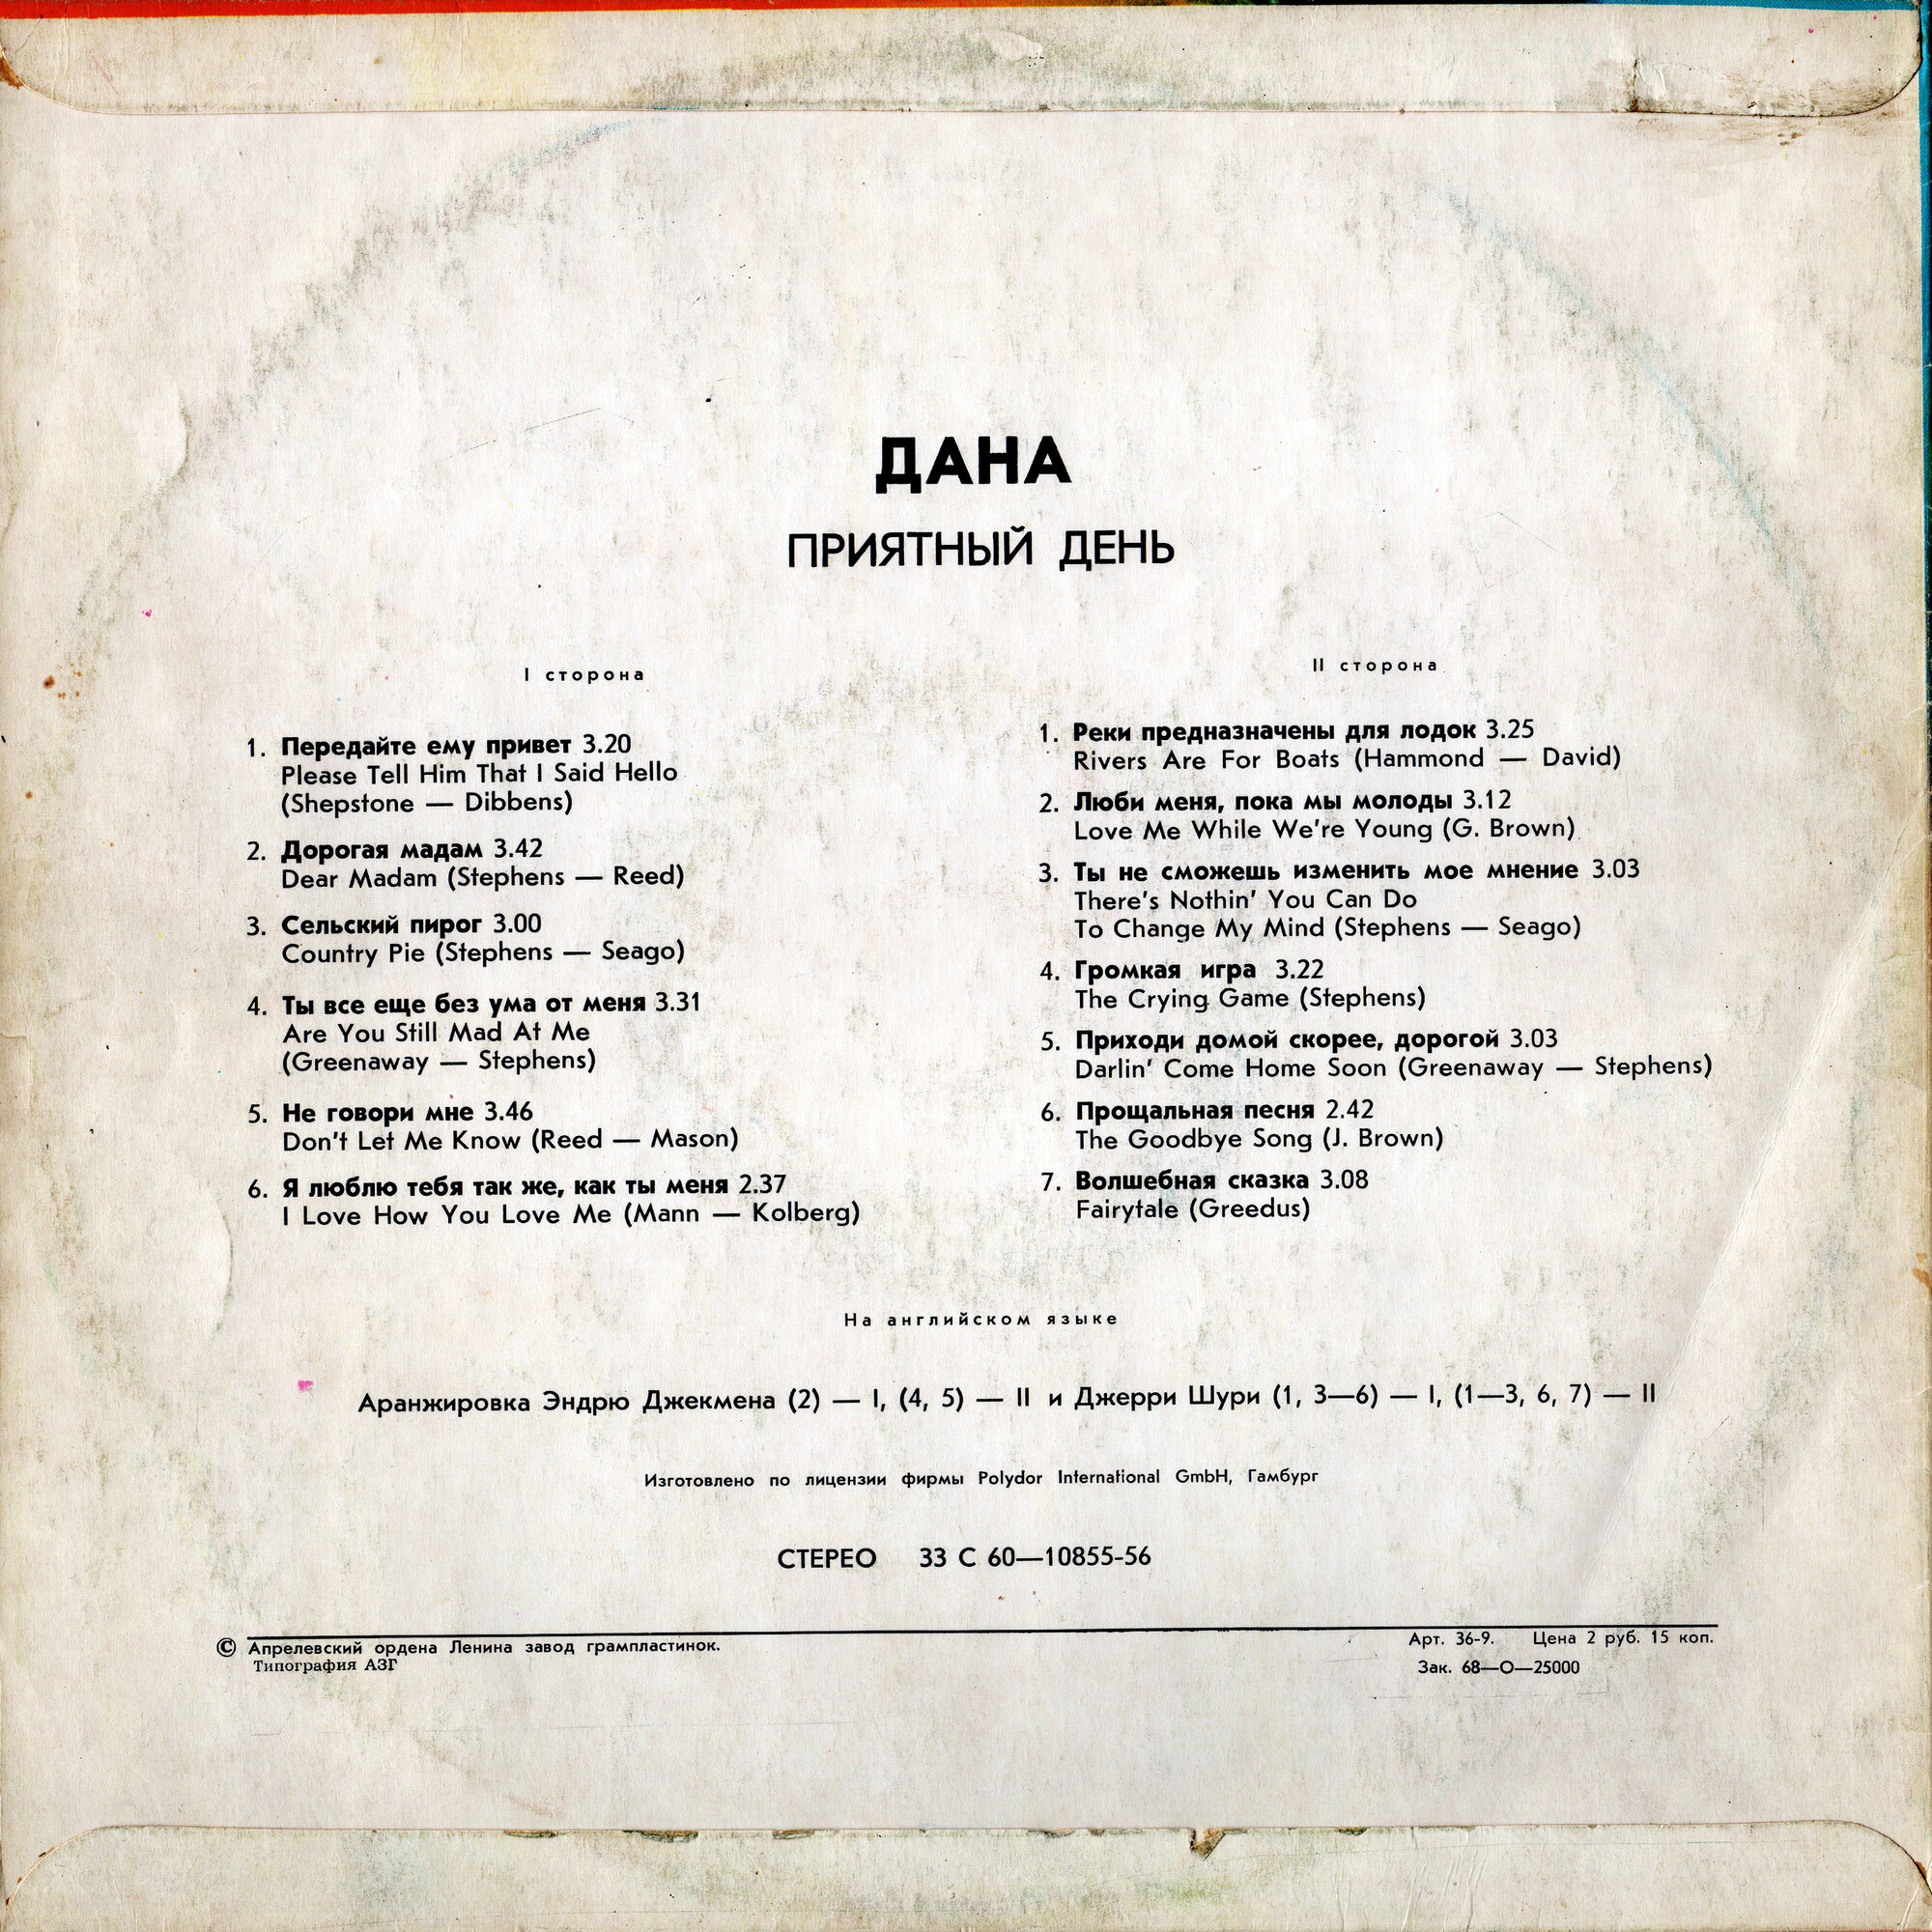 ДАНА
ПРИЯТНЫЙ ДЕНЬ
I сторона
1. Передайте ему привет 3.20
Please Tell Him That I Said Hello
(Shepstone — Dibbens)
2. Дорогая мадам 3.42
Dear Madam (Stephens — Reed)
3. Сельский пирог 3.00
Country Pie (Stephens — Seago)
4. Ты все еще без ума от меня 3.31
Are You Still Mad At Me
(Greenaway — Stephens)
5. Не говори мне 3.46
Don't Let Me Know (Reed — Mason)
6. Я люблю тебя так же, как ты меня 2.37
I Love How You Love Me (Mann — Kolberg)
II сторона
1. Реки предназначены для лодок 3.25
Rivers Are For Boats (Hammond — David)
2. Люби меня, пока мы молоды 3.12
Love Me While We're Young (G. Brown)
3. Ты не сможешь изменить мое мнение 3.03
There's Nothin' You Can Do
To Change My Mind (Stephens — Seago)
4. Громкая игра 3.22
The Crying Game (Stephens)
5. Приходи домой скорее, дорогой 3.03
Darlin' Come Home Soon (Greenaway — Stephens)
6. Прощальная песня 2.42
The Goodbye Song (J. Brown)
7. Волшебная сказка 3.08
Fairytale (Greedus)
На английском языке
Аранжировка Эндрю Джекмена (2) — I, (4, 5) — II и Джерри Шури (1, 3—6) — I, (1—3, 6, 7) — II
Изготовлено по лицензии фирмы Polydor International GmbH, Гамбург
СТЕРЕО 33 С 60—10855-56
© Апрелевский ордена Ленина завод грампластинок.
Типография АЗГ
Арт. 36-9. Цена 2 руб. 15 коп.
Зак. 68—О—25000